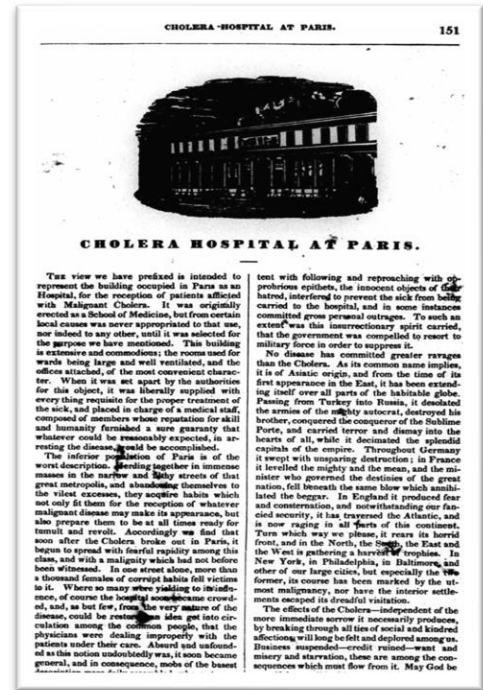 CHOLERA-HOSPITAL AT PARIS.
151
CHOLERA HOSPITAL AT PARIS.
THE view we have prefixed is intended to
represent the building occupied in Paris as an
Hospital, for the reception of patients afflicted
with Malignant Cholera. It was originally
erected as a School of Medicine, but from certain
local causes was never appropriated to that use,
nor indeed to any other, until it was selected for
the purpose we have mentioned. This building
is extensive and commodious; the rooms used for
wards being large and well ventilated, and the
offices attached, of the most convenient charac-
ter. When it was set apart by the authorities
for this object, it was liberally supplied with
every thing requisite for the proper treatment of
the sick, and placed in charge of a medical staff,
composed of members whose reputation for skill
and humanity furnished a sure guaranty that
whatever could be reasonably expected, in ar-
resting the disease, would be accomplished.
The inferior population of Paris is of the
worst description. Herding together in immense
masses in the narrow and filthy streets of that
great metropolis, and abandoning themselves to
the vilest excesses, they acquire habits which
not only fit them for the reception of whatever
malignant disease may make its appearance, but
also prepare them to be at all times ready for
tumult and revolt. Accordingly we find that
soon after the Cholera broke out in Paris, it
begun to spread with fearful rapidity among this
class, and with a malignity which had not before
been witnessed. In one street alone, more than
a thousand females of corrupt habits fell victims
to it. Where so many were yielding to its influ-
ence, of course the hospital soon became crowd-
ed, and, as but few, from the very nature of the
disease, could be an idea got into cir-
culation among the common people, that the
physicians were dealing improperly with the
patients under their care. Absurd and unfound-
ed as this notion undoubtedly was, it soon became
general, and in consequence, mobs of the basest
tent with following and reproaching with op-
probrious epithets, the innocent objects of their
hatred, interfered to prevent the sick from being
carried to the hospital, and in some instances
committed gross personal outrages. To such an
extent was this insurrectionary spirit carried,
that the government was compelled to resort to
military force in order to suppress it.
No disease has committed greater ravages
than the Cholera. As its common name implies,
it is of Asiatic origin, and from the time of its
first appearance in the East, it has been extend-
ing itself over all parts of the habitable globe.
Passing from Turkey into Russia, it desolated
the armies of the mighty autocrat, destroyed his
brother, conquered the conqueror of the Sublime
Porte, and carried terror and dismay into the
hearts of all, while it decimated the splendid
capitals of the empire. Throughout Germany
it swept with unsparing destruction; in France
it levelled the mighty and the mean, and the mi-
nister who governed the destinies of the great
nation, fell beneath the same blow which annihi-
lated the beggar. In England it produced fear
and consternation, and notwithstanding our fan-
cied security, it has traversed the Atlantic, and
is now raging in all parts of this continent.
Turn which way we please, it rears its horrid
front, and in the North, the South, the East and
the West is gathering a harvest of trophies. In
New York, in Philadelphia, in Baltimore, and
other of our large cities, but especially the two
former, its course has been marked by the ut-
most malignancy, nor have the interior settle-
ments escaped its dreadful visitation.
The effects of the Cholera—independent of the
more immediate sorrow it necessarily produces,
by breaking through all ties of social and kindred
affection, will long be felt and deplored among us.
Business suspended—credit ruined—want and
misery and starvation, these are among the con-
sequences which must flow from it. May God be